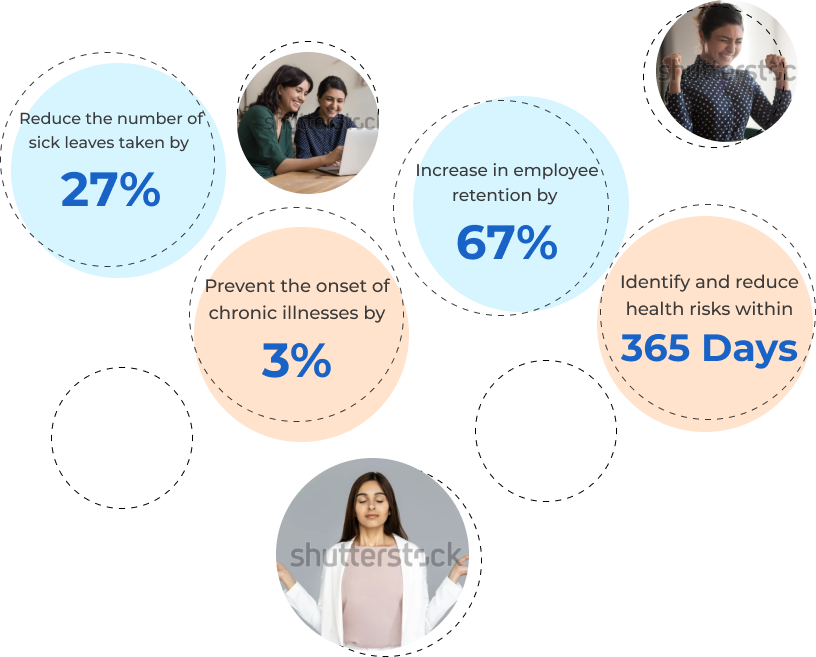 shutterstock
Reduce the number of
sick leaves taken by
27%
shutterstock
Increase in employee
retention by
67%
Prevent the onset of
chronic illnesses by
3%
Identify and reduce
health risks within
365 Days
shutterstock